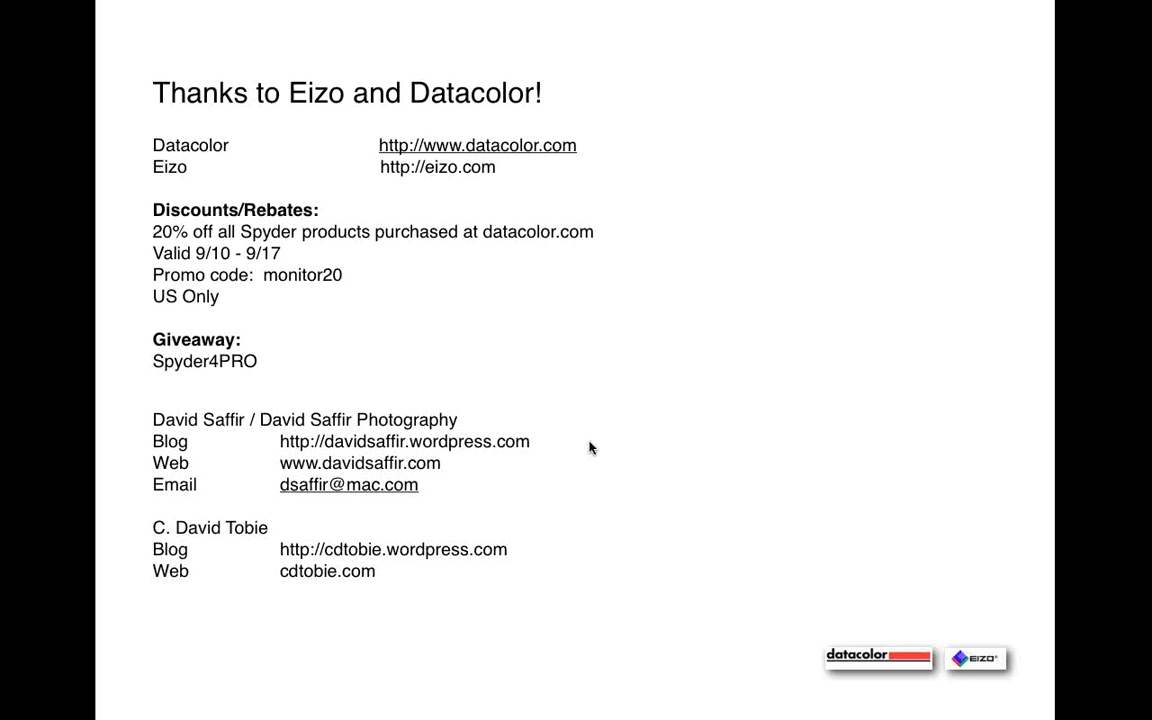 Thanks to Eizo and Datacolor!
Datacolor http://www.datacolor.com
Eizo http://eizo.com
Discounts/Rebates:
20% off all Spyder products purchased at datacolor.com
Valid 9/10 - 9/17
Promo code: monitor20
US Only
Giveaway:
Spyder4PRO
David Saffir / David Saffir Photography
Blog http://davidsaffir.wordpress.com
Web www.davidsaffir.com
Email dsaffir@mac.com
C. David Tobie
Blog http://cdtobie.wordpress.com
Web cdtobie.com
datacolor EIZO®